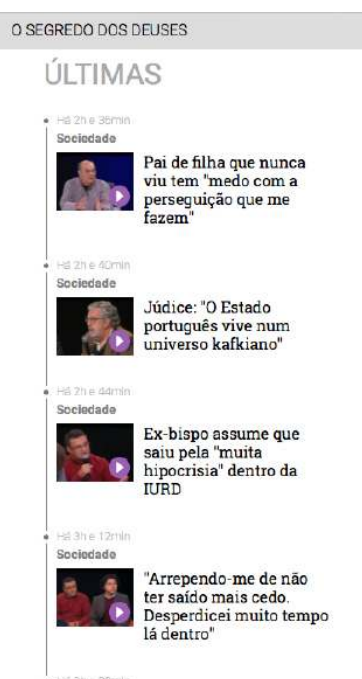 O SEGREDO DOS DEUSES
ÚLTIMAS
Há 2h e 36min
Sociedade
Pai de filha que nunca
viu tem "medo com a
perseguição que me
fazem"
Há 2h e 40min
Sociedade
Júdice: "O Estado
português vive num
universo kafkiano"
Há 2h e 44min
Sociedade
Ex-bispo assume que
saiu pela "muita
hipocrisia" dentro da
IURD
Há 3h e 12min
Sociedade
"Arrependo-me de não
ter saído mais cedo.
Desperdicei muito tempo
lá dentro"